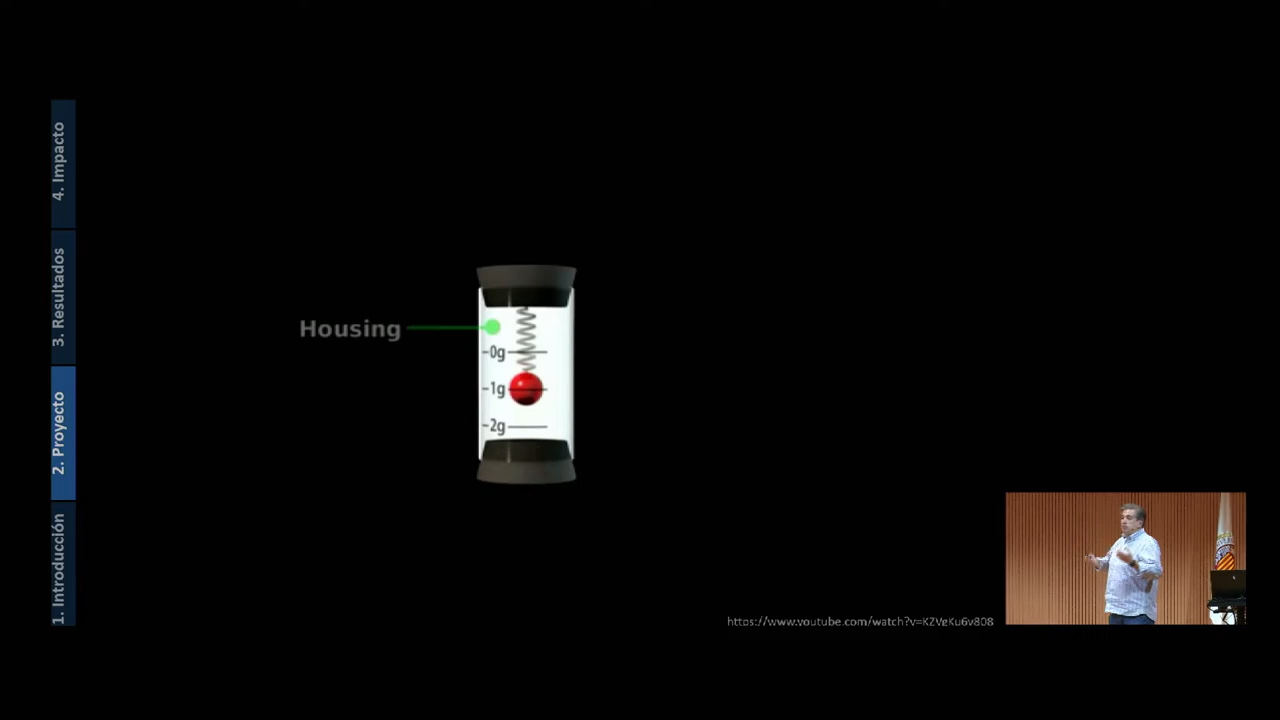 4. Impacto
3. Resultados
2. Proyecto
1. Introducción
Housing
0g
1g
2g
https://www.youtube.com/watch?v=KZVgKu6v808